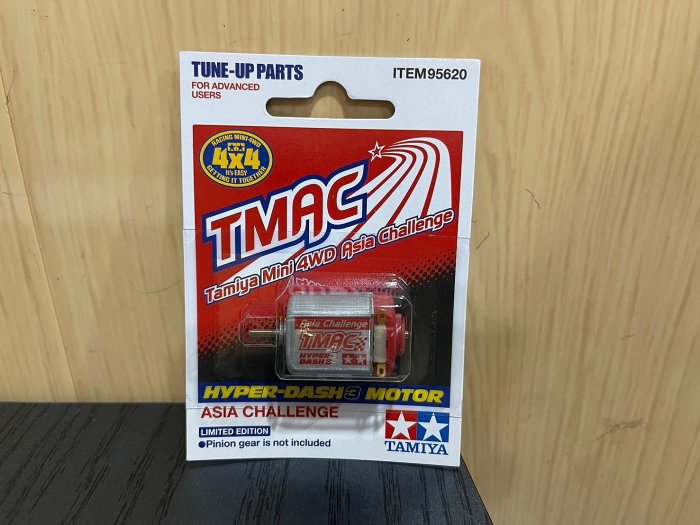 TUNE-UP PARTS
ITEM95620
FOR ADVANCED
USERS
RACING MINI 4WD
4x4
It's EASY
GETTING IT TOGETHER
TMAC
Tamiya Mini 4WD Asia Challenge
Asia Challenge
TMAC
HYPER-
DASH3
HYPER-DASH3 MOTOR
ASIA CHALLENGE
LIMITED EDITION
●Pinion gear is not included
TAMIYA